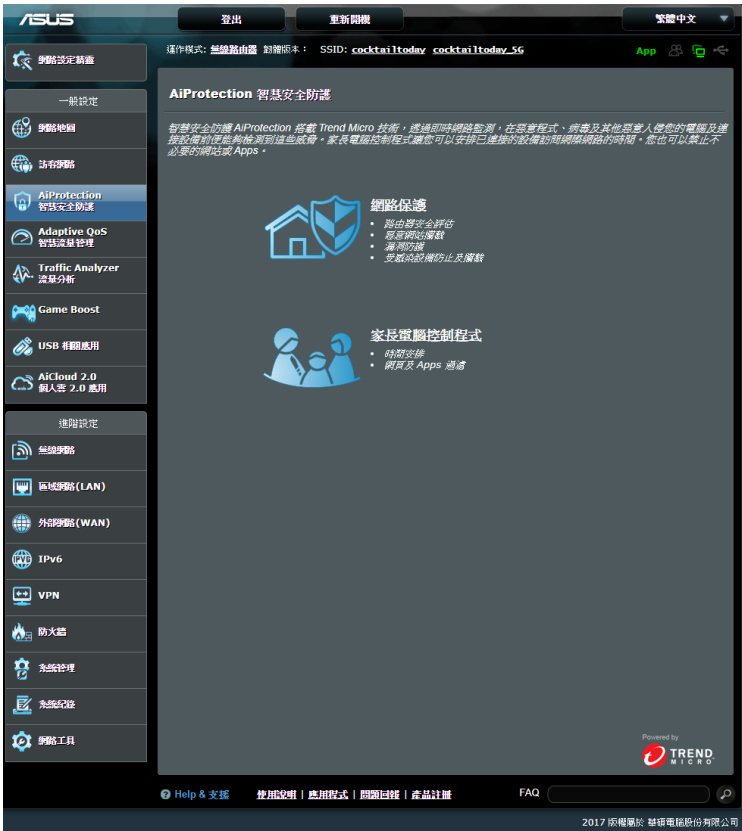 ASUS
登出
重新開機
繁體中文
運作模式: 無線路由器 韌體版本： SSID: cocktailtoday cocktailtoday_5G
App
網路設定精靈
一般設定
網路地圖
訪客網路
AiProtection
智慧安全防護
Adaptive QoS
智慧流量管理
Traffic Analyzer
流量分析
Game Boost
USB 相關應用
AiCloud 2.0
個人雲 2.0 應用
進階設定
無線網路
區域網路(LAN)
外部網路(WAN)
IPv6
VPN
防火牆
系統管理
系統紀錄
網路工具
AiProtection 智慧安全防護
智慧安全防護 AiProtection 搭載 Trend Micro 技術，透過即時網路監測，在惡意程式、病毒及其他惡意入侵您的電腦及連
接設備前便能夠檢測到這些威脅。家長電腦控制程式讓您可以安排已連接的設備訪問網際網路的時間。您也可以禁止不
必要的網站或 Apps。
網路保護
• 路由器安全評估
• 惡意網站攔截
• 漏洞防護
• 受感染設備防止及攔截
家長電腦控制程式
• 時間安排
• 網頁及 Apps 過濾
Powered by
TREND
MICRO
Help & 支援
使用說明 | 應用程式 | 問題回報 | 產品註冊
FAQ
2017 版權屬於 華碩電腦股份有限公司